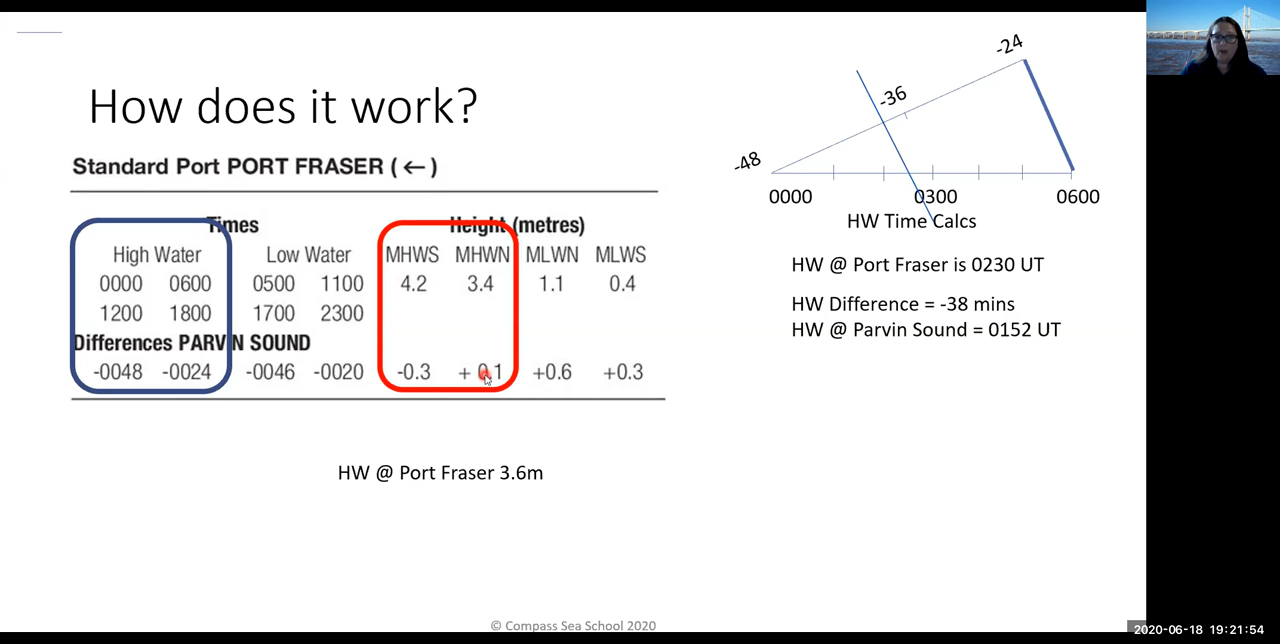 How does it work?
Standard Port PORT FRASER (←)
Times Height (metres)
High Water Low Water MHWS MHWN MLWN MLWS
0000 0600 0500 1100 4.2 3.4 1.1 0.4
1200 1800 1700 2300
Differences PARVIN SOUND
-0048 -0024 -0046 -0020 -0.3 + 0.1 +0.6 +0.3
HW @ Port Fraser 3.6m
-24
-36
-48
0000 0300 0600
HW Time Calcs
HW @ Port Fraser is 0230 UT
HW Difference = -38 mins
HW @ Parvin Sound = 0152 UT
© Compass Sea School 2020
2020-06-18 19:21:54